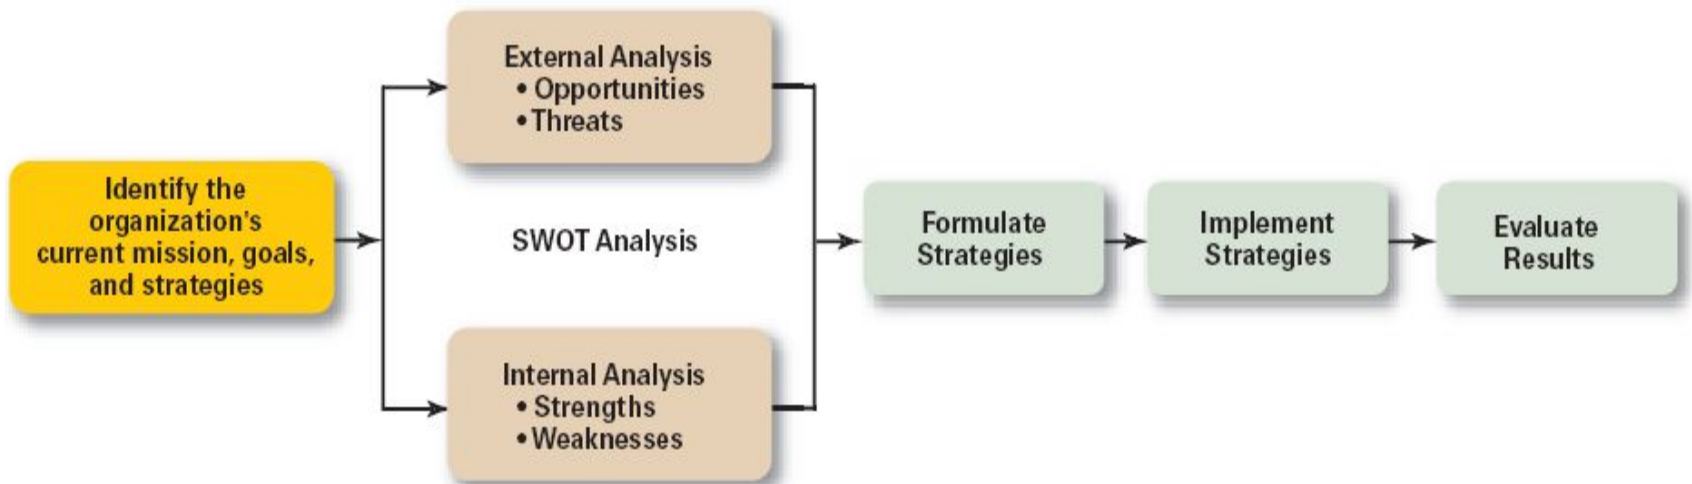 Identify the
organization's
current mission, goals,
and strategies
External Analysis
• Opportunities
• Threats
SWOT Analysis
Internal Analysis
• Strengths
• Weaknesses
Formulate
Strategies
Implement
Strategies
Evaluate
Results